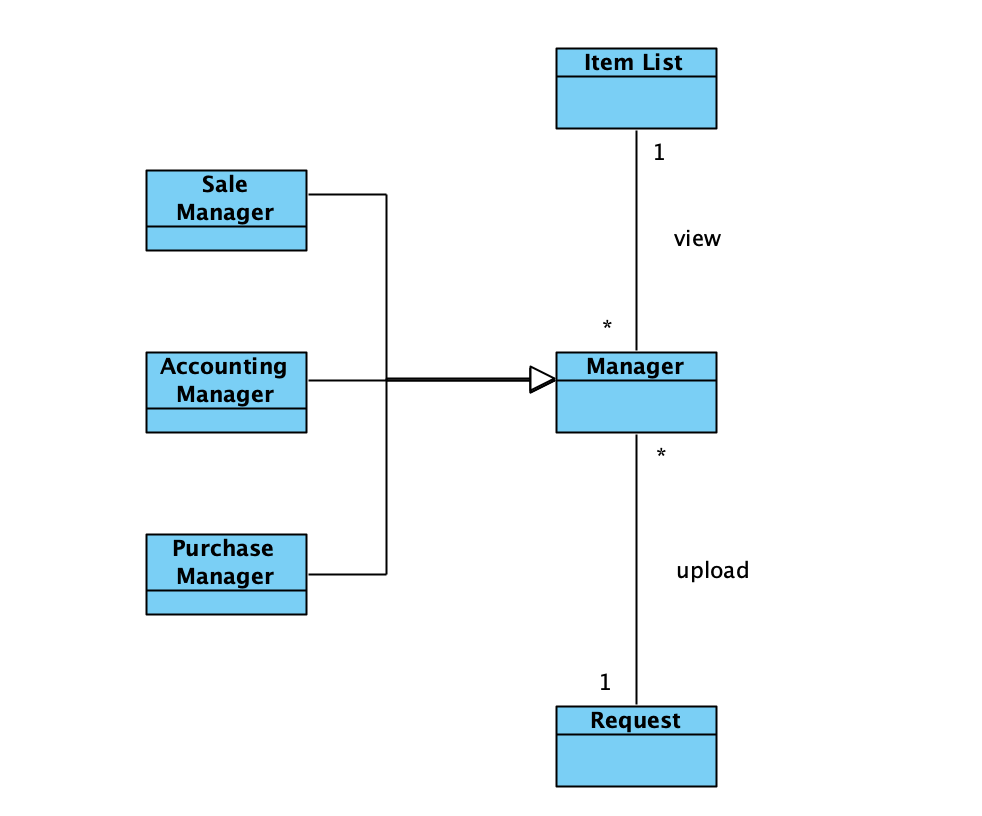 Item List
1
view
*
Sale
Manager
Accounting
Manager
Purchase
Manager
Manager
*
upload
1
Request